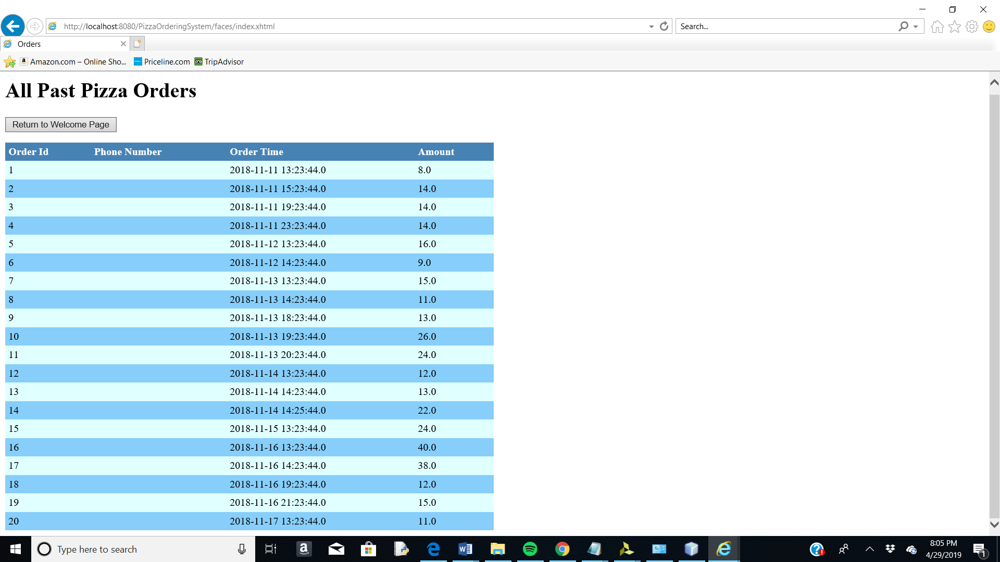 http://localhost:8080/PizzaOrderingSystem/faces/index.xhtml
Search...
Orders
Amazon.com – Online Sho...
Priceline.com
TripAdvisor
All Past Pizza Orders
Return to Welcome Page
Order Id Phone Number Order Time Amount
1 2018-11-11 13:23:44.0 8.0
2 2018-11-11 15:23:44.0 14.0
3 2018-11-11 19:23:44.0 14.0
4 2018-11-11 23:23:44.0 14.0
5 2018-11-12 13:23:44.0 16.0
6 2018-11-12 14:23:44.0 9.0
7 2018-11-13 13:23:44.0 15.0
8 2018-11-13 14:23:44.0 11.0
9 2018-11-13 18:23:44.0 13.0
10 2018-11-13 19:23:44.0 26.0
11 2018-11-13 20:23:44.0 24.0
12 2018-11-14 13:23:44.0 12.0
13 2018-11-14 14:23:44.0 13.0
14 2018-11-14 14:25:44.0 22.0
15 2018-11-15 13:23:44.0 24.0
16 2018-11-16 13:23:44.0 40.0
17 2018-11-16 14:23:44.0 38.0
18 2018-11-16 19:23:44.0 12.0
19 2018-11-16 21:23:44.0 15.0
20 2018-11-17 13:23:44.0 11.0
Type here to search
8:05 PM
4/29/2019
1